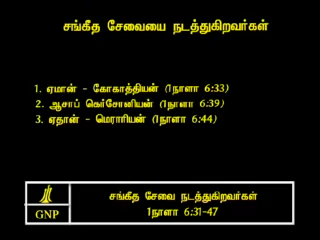 சங்கீத சேவையை நடத்துகிறவர்கள்
1. ஏமான் - கோகாத்தியன் (1நாளா 6:33)
2. ஆசாப் கெர்சோனியன் (1நாளா 6:39)
3. ஏதான் - மெராரியன் (1நாளா 6:44)
GNP
சங்கீத சேவை நடத்துகிறவர்கள்
1நாளா 6:31-47